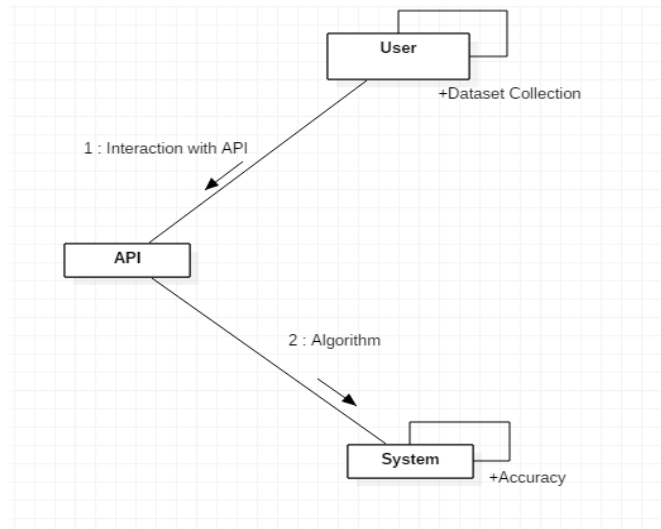 User
+Dataset Collection
1 : Interaction with API
API
2 : Algorithm
System
+Accuracy